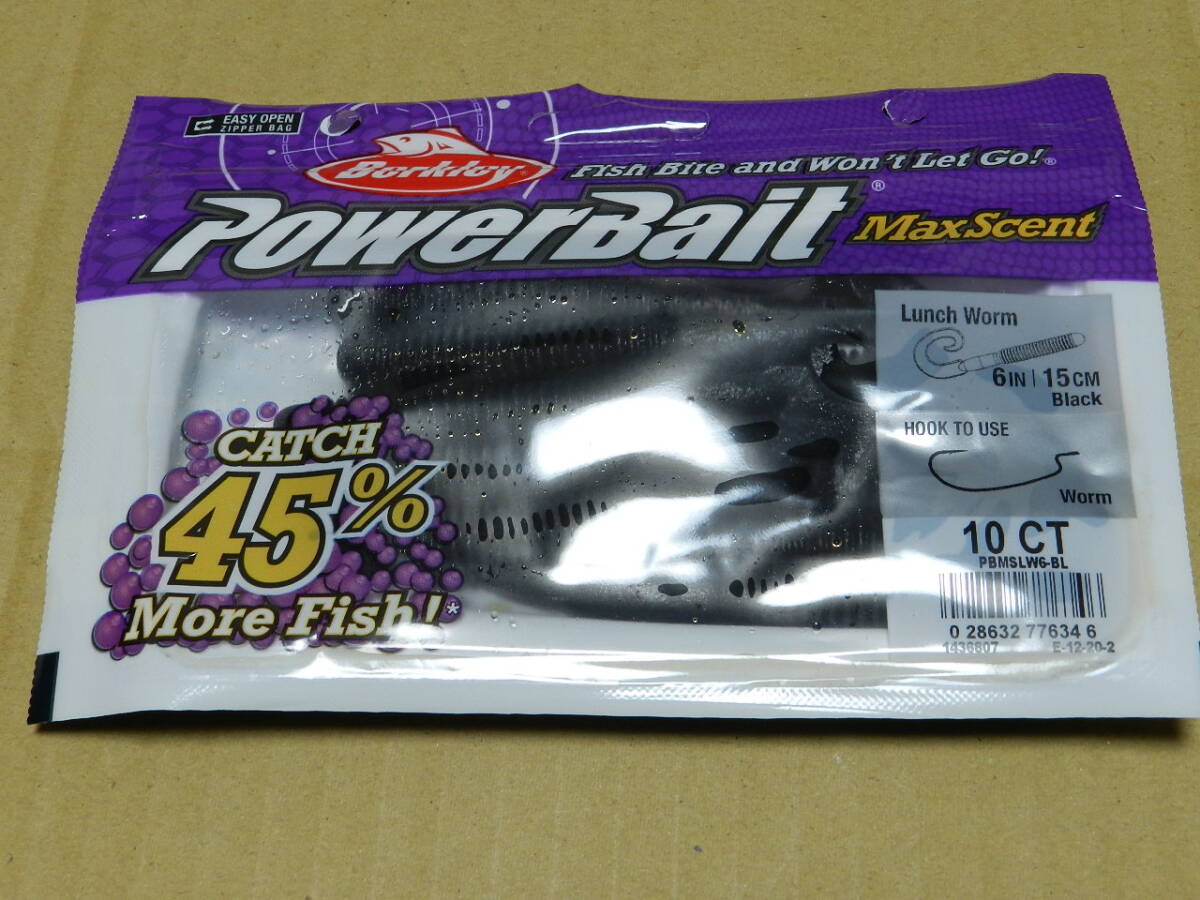 EASY OPEN
ZIPPER BAG
Berkley
Fish Bite and Won't Let Go!®
PowerBait®
MaxScent
Lunch Worm
6IN | 15CM
Black
HOOK TO USE
Worm
10 CT
PBMSLW6-BL
0 28632 77634 6
1436807 E-12-20-2
CATCH
45%
More Fish!*